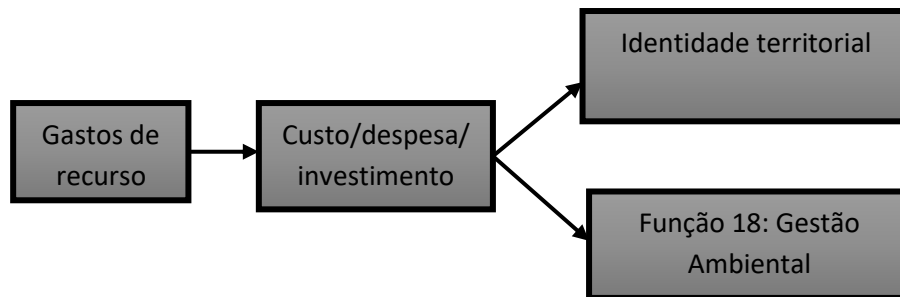 Gastos de
recurso
Custo/despesa/
investimento
Identidade territorial
Função 18: Gestão
Ambiental